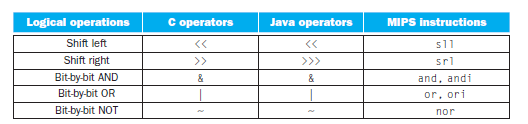 Logical operations C operators Java operators MIPS instructions
Shift left << << sll
Shift right >> >>> srl
Bit-by-bit AND & & and, andi
Bit-by-bit OR | | or, ori
Bit-by-bit NOT ~ ~ nor